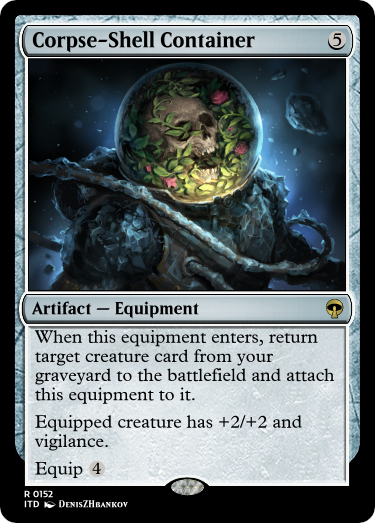 Corpse-Shell Container 5
Artifact — Equipment
When this equipment enters, return
target creature card from your
graveyard to the battlefield and attach
this equipment to it.
Equipped creature has +2/+2 and
vigilance.
Equip 4
R 0152
ITD DenisZhbankov